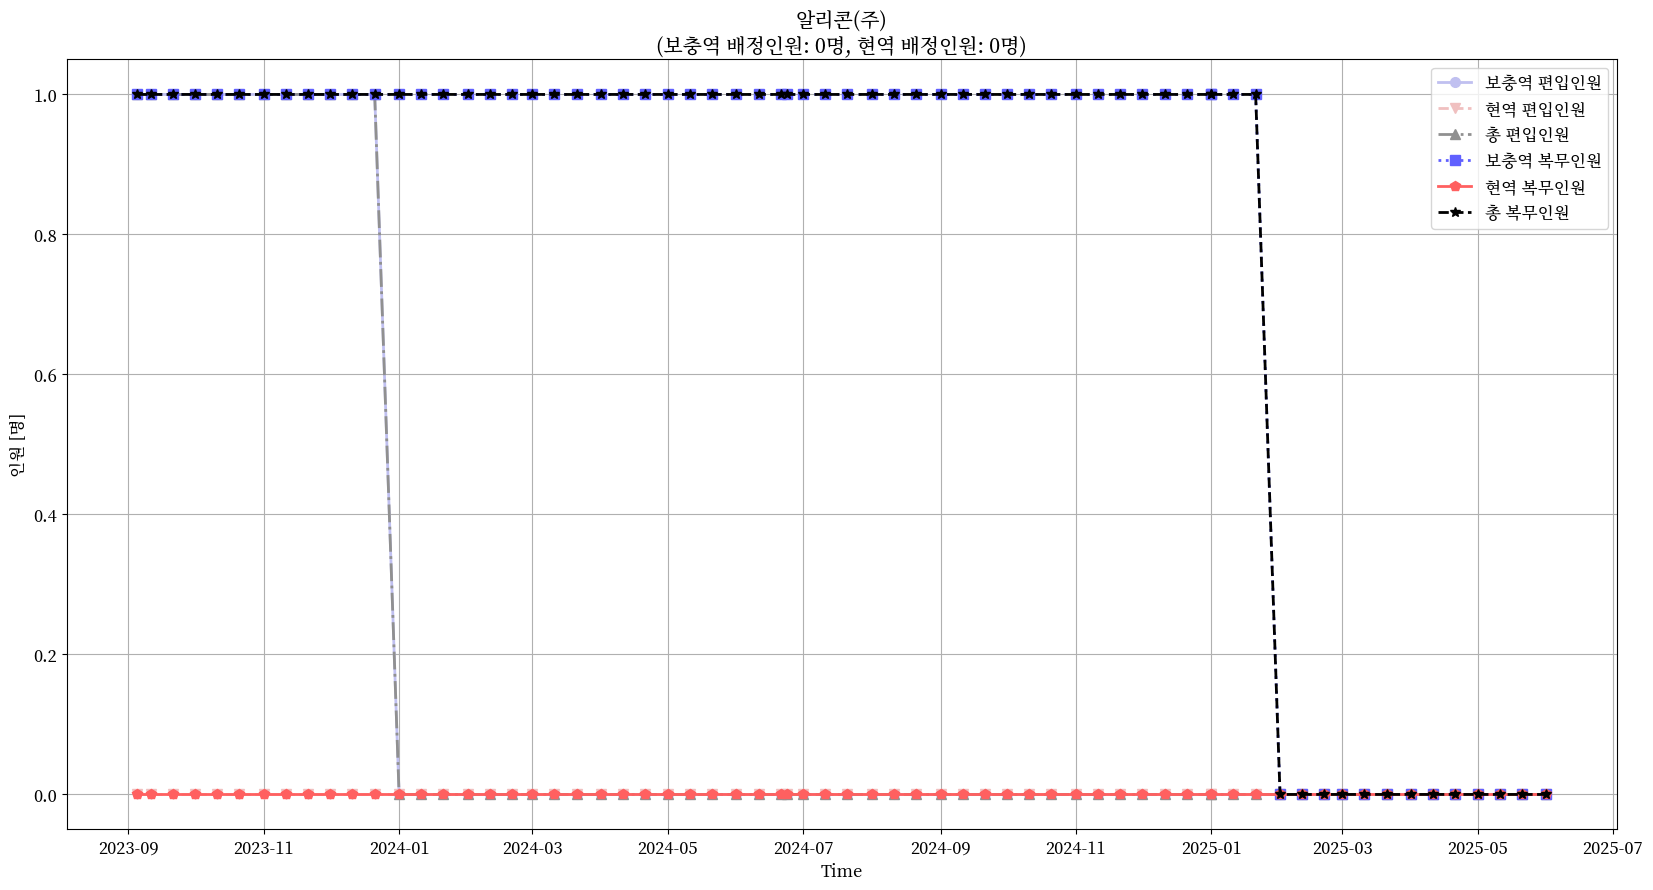 알리콘(주)
(보충역 배정인원: 0명, 현역 배정인원: 0명)
보충역 편입인원
현역 편입인원
총 편입인원
보충역 복무인원
현역 복무인원
총 복무인원
인원 [명]
1.0
0.8
0.6
0.4
0.2
0.0
2023-09 2023-11 2024-01 2024-03 2024-05 2024-07 2024-09 2024-11 2025-01 2025-03 2025-05 2025-07
Time